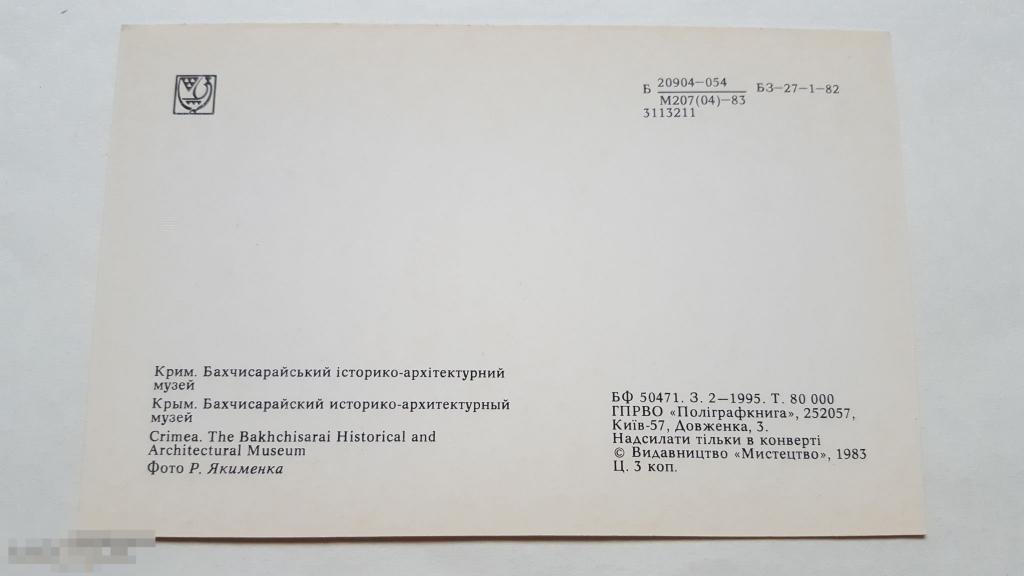 Б 20904—054 БЗ—27—1—82
М207(04)—83
3113211
Крим. Бахчисарайський історико-архітектурний
музей
Крым. Бахчисарайский историко-архитектурный
музей
Crimea. The Bakhchisarai Historical and
Architectural Museum
Фото Р. Якименка
БФ 50471. З. 2—1995. Т. 80 000
ГПРВО «Поліграфкнига», 252057,
Київ-57, Довженка, 3.
Надсилати тільки в конверті
© Видавництво «Мистецтво», 1983
Ц. 3 коп.